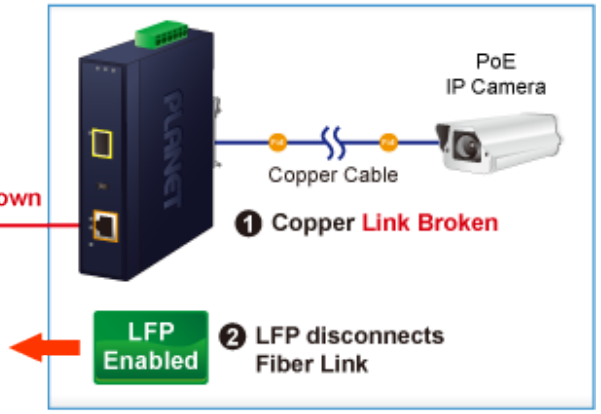 PoE
IP Camera
PLANET
PoE
PoE
Copper Cable
own
1 Copper Link Broken
LFP
Enabled
2 LFP disconnects
Fiber Link